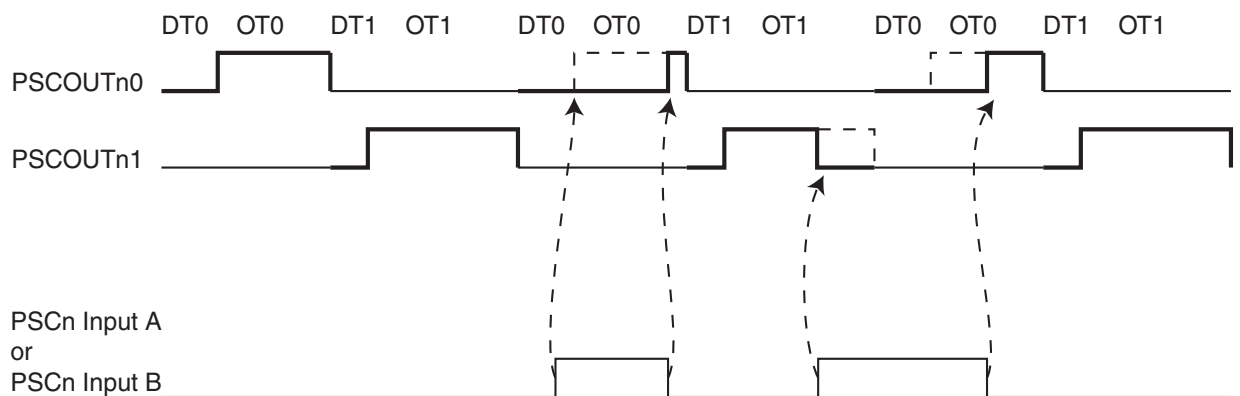 DT0 OT0 DT1 OT1 DT0 OT0 DT1 OT1 DT0 OT0 DT1 OT1
PSCOUTn0
PSCOUTn1
PSCn Input A
or
PSCn Input B